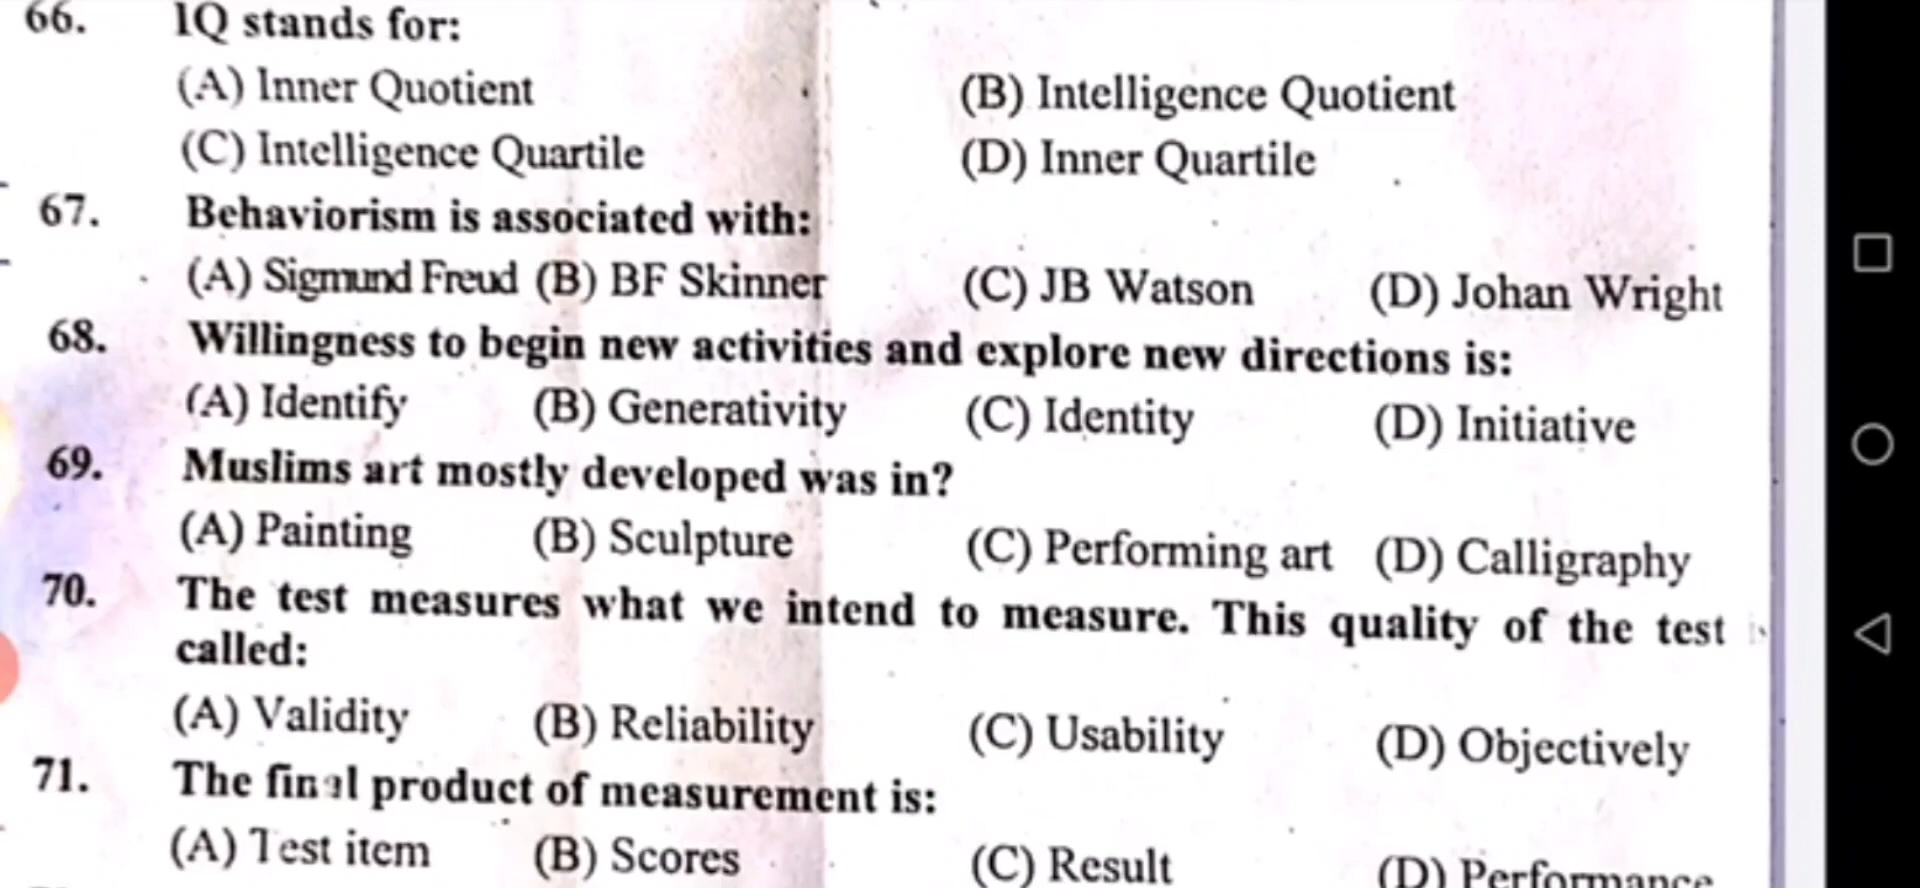 66. IQ stands for:
(A) Inner Quotient (B) Intelligence Quotient
(C) Intelligence Quartile (D) Inner Quartile
67. Behaviorism is associated with:
(A) Sigmund Freud (B) BF Skinner (C) JB Watson (D) Johan Wright
68. Willingness to begin new activities and explore new directions is:
(A) Identify (B) Generativity (C) Identity (D) Initiative
69. Muslims art mostly developed was in?
(A) Painting (B) Sculpture (C) Performing art (D) Calligraphy
70. The test measures what we intend to measure. This quality of the test
called:
(A) Validity (B) Reliability (C) Usability (D) Objectively
71. The final product of measurement is:
(A) Test item (B) Scores (C) Result (D) Performance